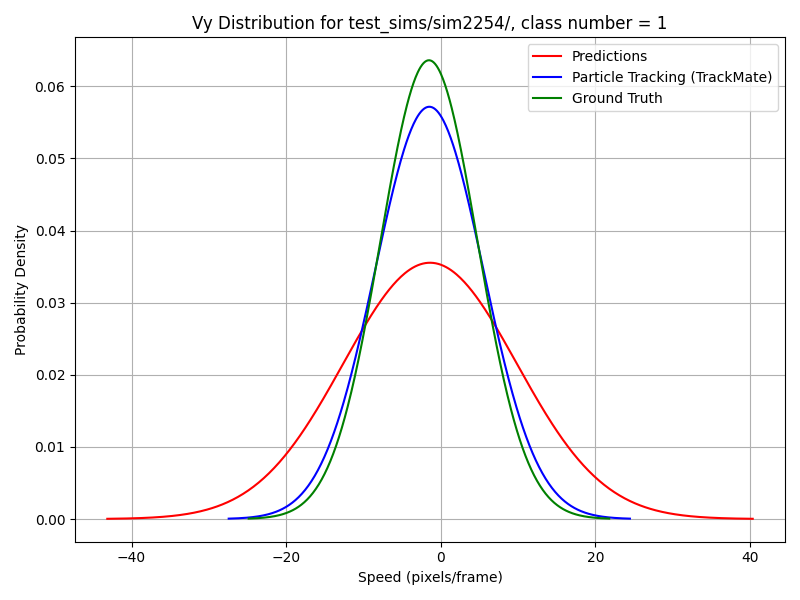 Vy Distribution for test_sims/sim2254/, class number = 1
Predictions
Particle Tracking (TrackMate)
Ground Truth
Probability Density
0.06
0.05
0.04
0.03
0.02
0.01
0.00
−40
−20
0
20
40
Speed (pixels/frame)